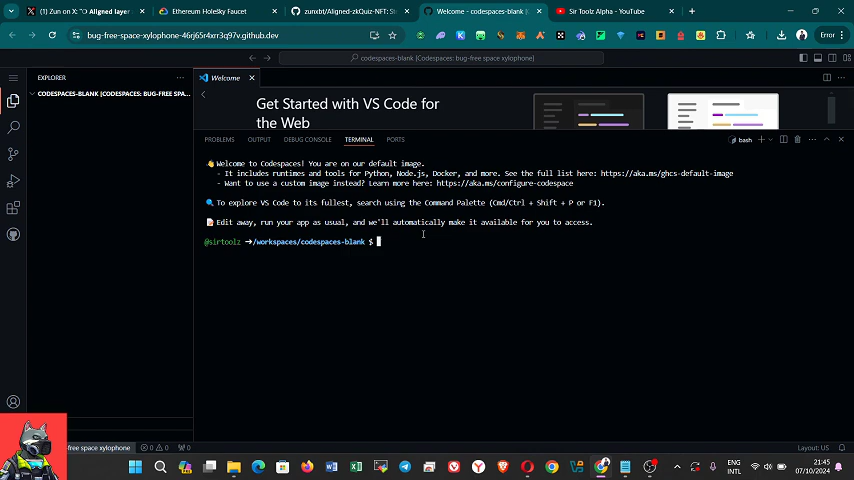 (1) Zun on X: "🔲 Aligned laye
Ethereum Holesky Faucet
zunxbt/Aligned-zkQuiz-NFT: St
Welcome - codespaces-blank [C
Sir Toolz Alpha - YouTube
bug-free-space-xylophone-46rj65r4xrr3q97v.github.dev
Error
codespaces-blank [Codespaces: bug-free space xylophone]
EXPLORER
Welcome
CODESPACES-BLANK [CODESPACES: BUG-FREE SPA...
Get Started with VS Code for
the Web
PROBLEMS OUTPUT DEBUG CONSOLE TERMINAL PORTS
bash
👋 Welcome to Codespaces! You are on our default image.
- It includes runtimes and tools for Python, Node.js, Docker, and more. See the full list here: https://aka.ms/ghcs-default-image
- Want to use a custom image instead? Learn more here: https://aka.ms/configure-codespace
🔍 To explore VS Code to its fullest, search using the Command Palette (Cmd/Ctrl + Shift + P or F1).
📝 Edit away, run your app as usual, and we'll automatically make it available for you to access.
@sirtoolz ➜/workspaces/codespaces-blank $
-free space xylophone
0 0
0
Layout: US
ENG
INTL
21:45
07/10/2024